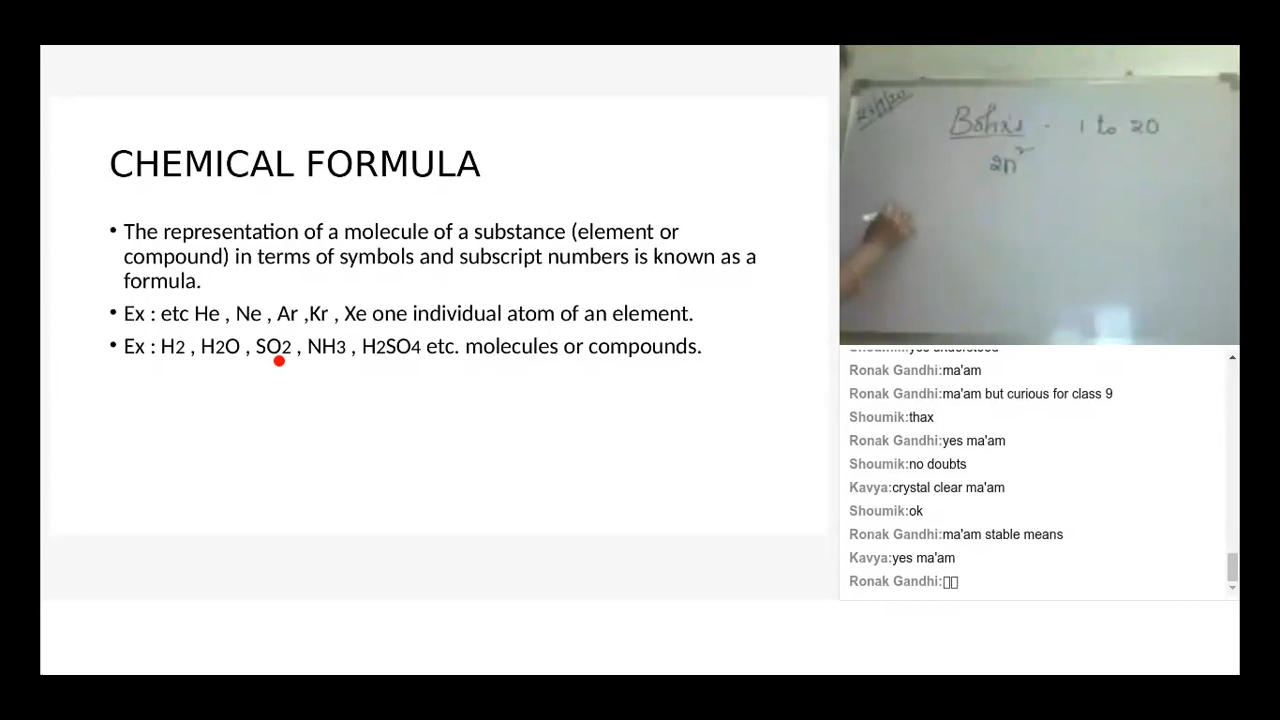 CHEMICAL FORMULA
• The representation of a molecule of a substance (element or
compound) in terms of symbols and subscript numbers is known as a
formula.
• Ex : etc He , Ne , Ar ,Kr , Xe one individual atom of an element.
• Ex : H2 , H2O , SO2 , NH3 , H2SO4 etc. molecules or compounds.
Bohr's - 1 to 20
2n²
Shoumik:yes understood
Ronak Gandhi:ma'am
Ronak Gandhi:ma'am but curious for class 9
Shoumik:thax
Ronak Gandhi:yes ma'am
Shoumik:no doubts
Kavya:crystal clear ma'am
Shoumik:ok
Ronak Gandhi:ma'am stable means
Kavya:yes ma'am
Ronak Gandhi: